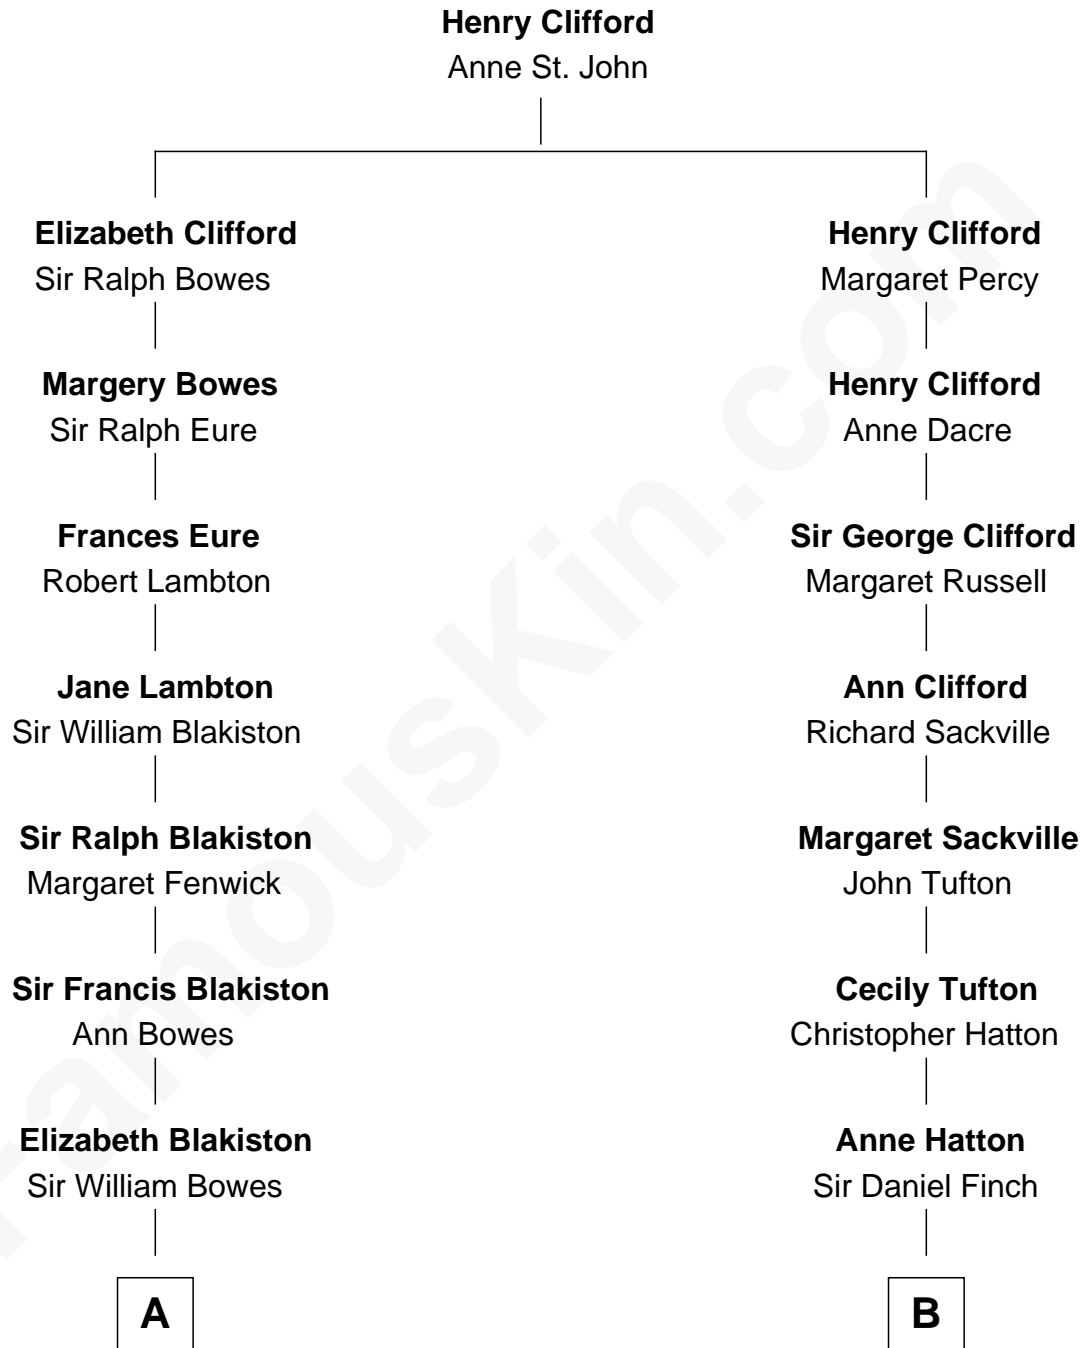 Henry Clifford
Anne St. John
Elizabeth Clifford
Sir Ralph Bowes
Henry Clifford
Margaret Percy
Margery Bowes
Sir Ralph Eure
Henry Clifford
Anne Dacre
Frances Eure
Robert Lambton
Sir George Clifford
Margaret Russell
Jane Lambton
Sir William Blakiston
Ann Clifford
Richard Sackville
Sir Ralph Blakiston
Margaret Fenwick
Margaret Sackville
John Tufton
Sir Francis Blakiston
Ann Bowes
Cecily Tufton
Christopher Hatton
Elizabeth Blakiston
Sir William Bowes
Anne Hatton
Sir Daniel Finch
A
B
FamousKin.com